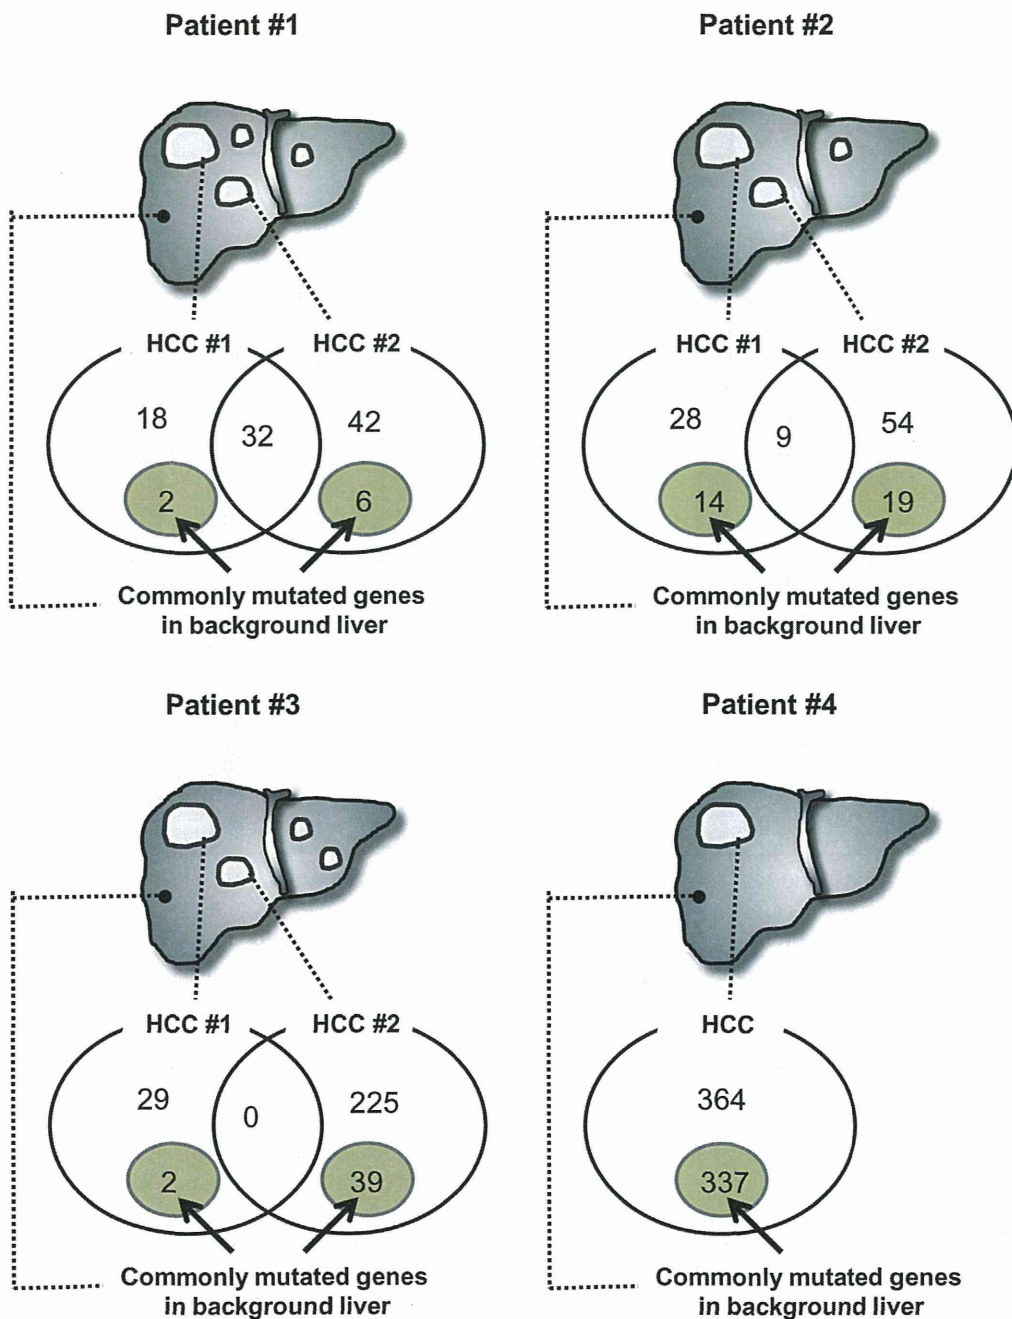 Patient #1
HCC #1
HCC #2
18
32
42
2
6
Commonly mutated genes
in background liver
Patient #2
HCC #1
HCC #2
28
9
54
14
19
Commonly mutated genes
in background liver
Patient #3
HCC #1
HCC #2
29
0
225
2
39
Commonly mutated genes
in background liver
Patient #4
HCC
364
337
Commonly mutated genes
in background liver